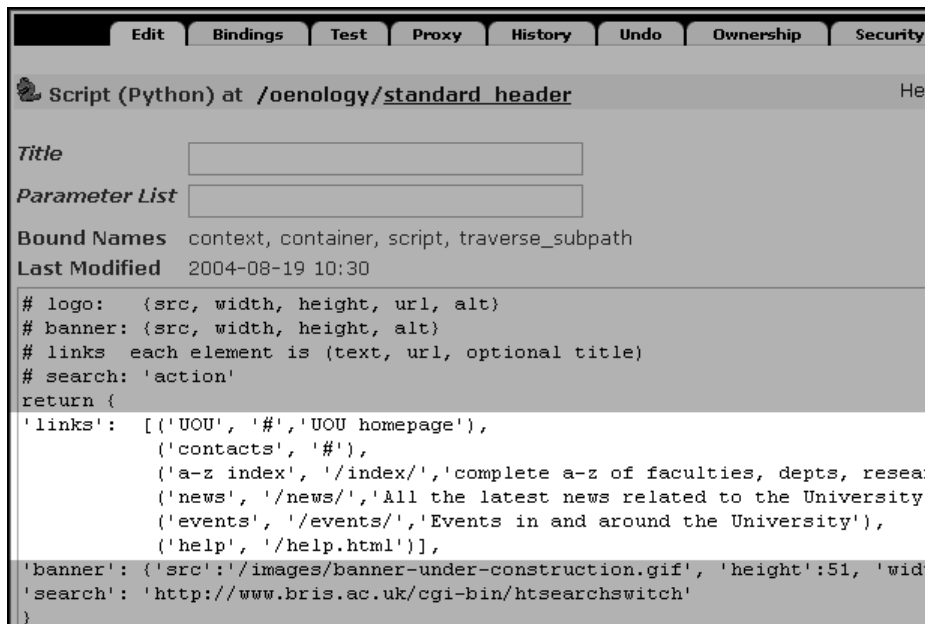 Edit Bindings Test Proxy History Undo Ownership Security
Script (Python) at /oenology/standard_header He
Title
Parameter List
Bound Names context, container, script, traverse_subpath
Last Modified 2004-08-19 10:30
# logo: {src, width, height, url, alt}
# banner: {src, width, height, alt}
# links each element is (text, url, optional title)
# search: 'action'
return {
'links': [('UOU', '#','UOU homepage'),
('contacts', '#'),
('a-z index', '/index/','complete a-z of faculties, depts, resear
('news', '/news/','All the latest news related to the University
('events', '/events/','Events in and around the University'),
('help', '/help.html')],
'banner': {'src':'/images/banner-under-construction.gif', 'height':51, 'widt
'search': 'http://www.bris.ac.uk/cgi-bin/htsearchswitch'
}